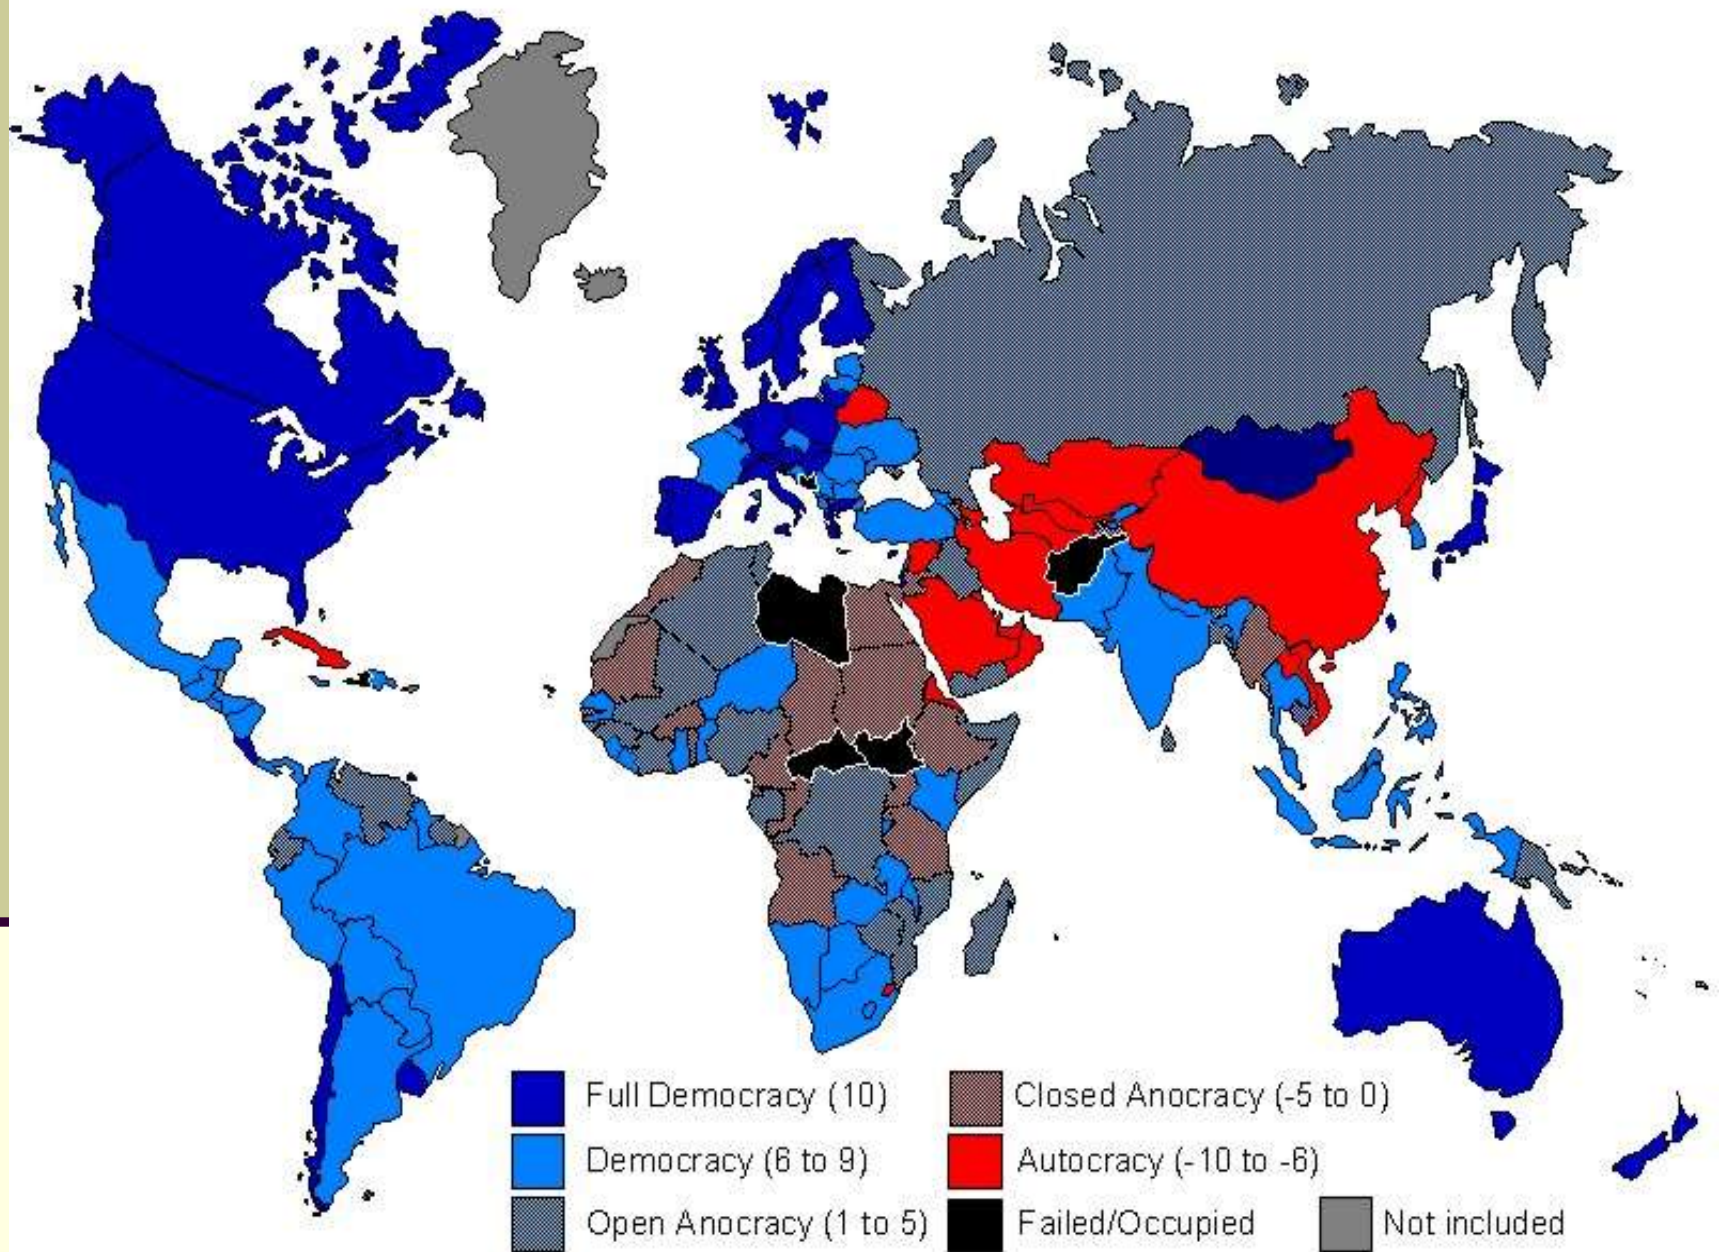 Full Democracy (10)
Democracy (6 to 9)
Open Anocracy (1 to 5)
Closed Anocracy (-5 to 0)
Autocracy (-10 to -6)
Failed/Occupied
Not included